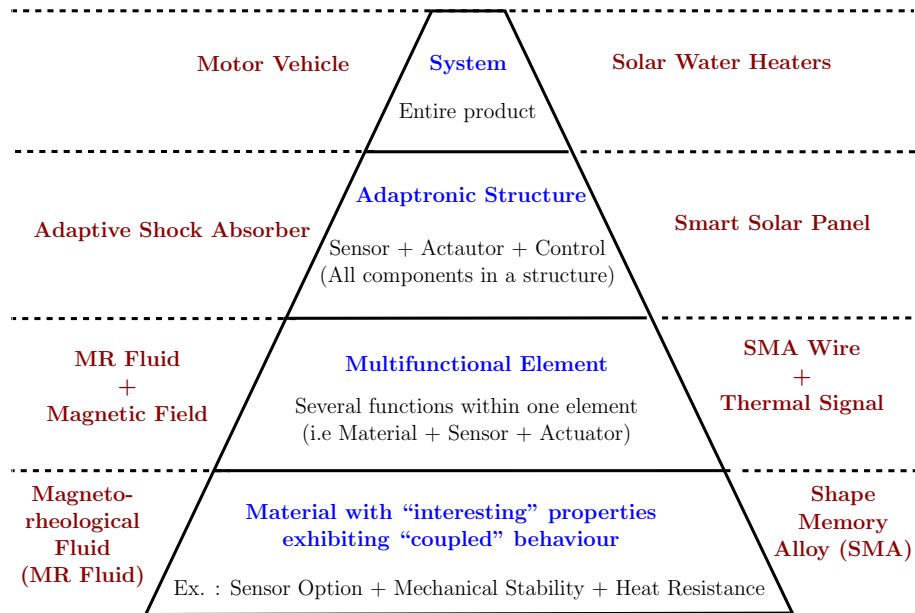 Motor Vehicle
System
Solar Water Heaters
Entire product
Adaptive Shock Absorber
Adaptronic Structure
Smart Solar Panel
Sensor + Actautor + Control
(All components in a structure)
MR Fluid
+
Magnetic Field
Multifunctional Element
SMA Wire
+
Thermal Signal
Several functions within one element
(i.e Material + Sensor + Actuator)
Magneto-
rheological
Fluid
(MR Fluid)
Material with “interesting” properties
exhibiting “coupled” behaviour
Shape
Memory
Alloy (SMA)
Ex. : Sensor Option + Mechanical Stability + Heat Resistance